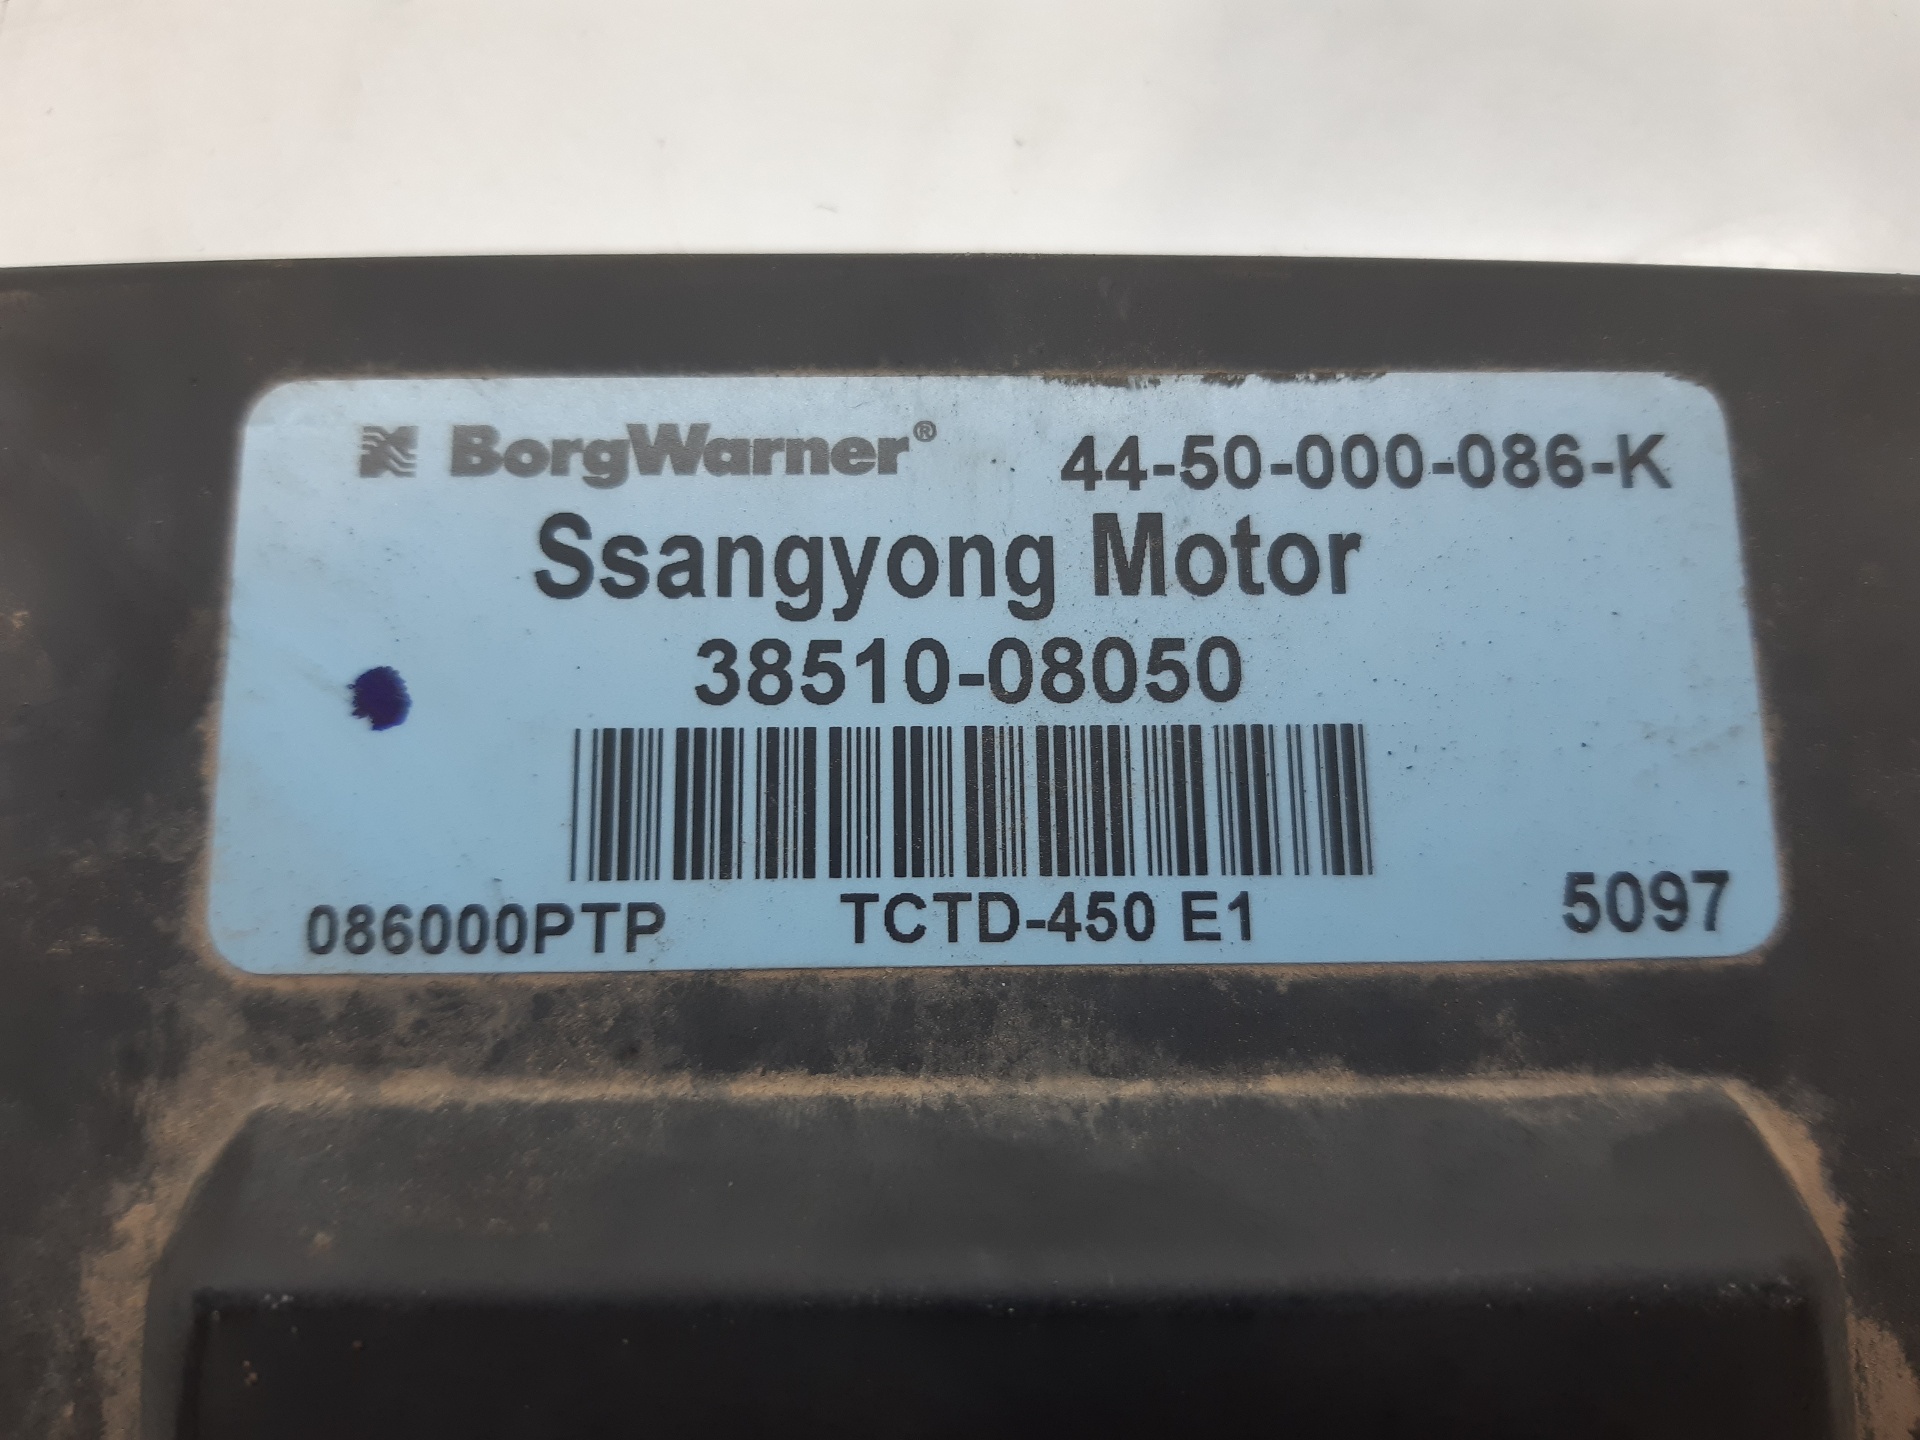 BorgWarner® 44-50-000-086-K
Ssangyong Motor
38510-08050
086000PTP TCTD-450 E1 5097